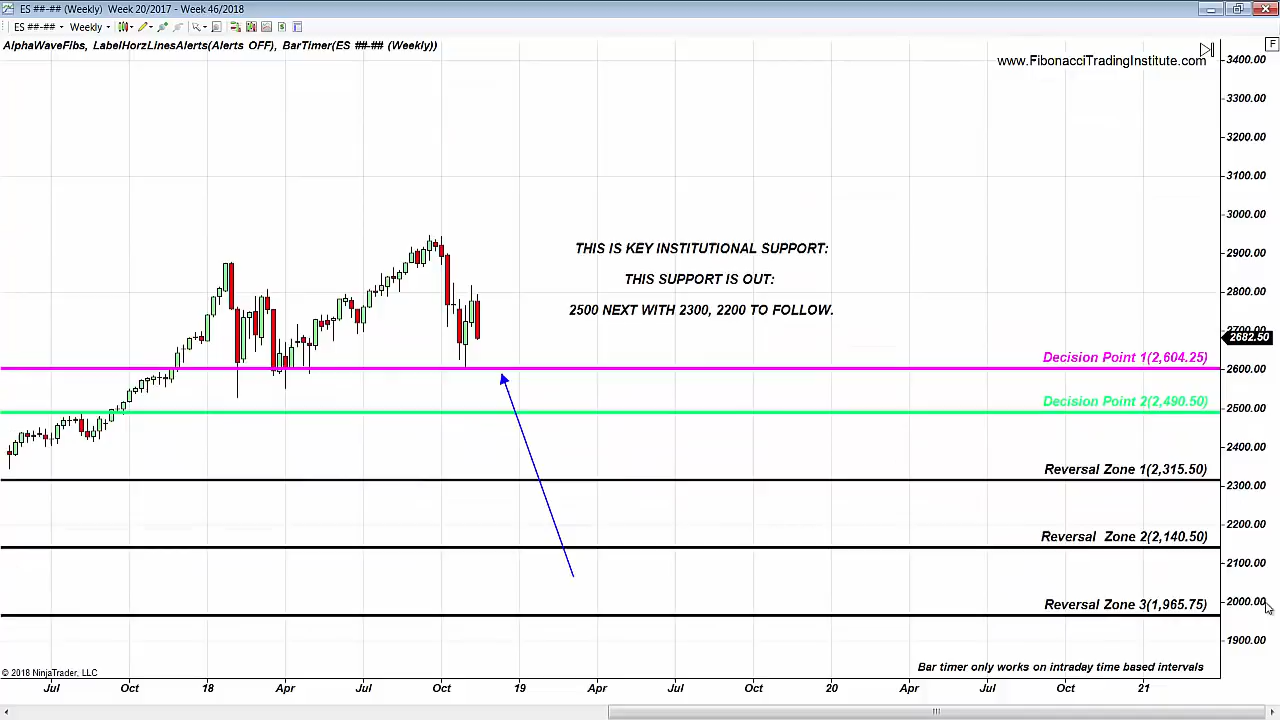 ES ##-## (Weekly)  Week 20/2017 - Week 46/2018
ES ##-## Weekly
AlphaWaveFibs, LabelHorzLinesAlerts(Alerts OFF), BarTimer(ES ##-## (Weekly))
F
www.FibonacciTradingInstitute.com
3400.00
3300.00
3200.00
3100.00
3000.00
THIS IS KEY INSTITUTIONAL SUPPORT:
2900.00
THIS SUPPORT IS OUT:
2800.00
2500 NEXT WITH 2300, 2200 TO FOLLOW.
2700.00
2682.50
Decision Point 1(2,604.25)
2600.00
Decision Point 2(2,490.50)
2500.00
2400.00
Reversal Zone 1(2,315.50)
2300.00
2200.00
Reversal  Zone 2(2,140.50)
2100.00
Reversal Zone 3(1,965.75)
2000.00
1900.00
© 2018 NinjaTrader, LLC
Bar timer only works on intraday time based intervals
Jul Oct 18 Apr Jul Oct 19 Apr Jul Oct 20 Apr Jul Oct 21